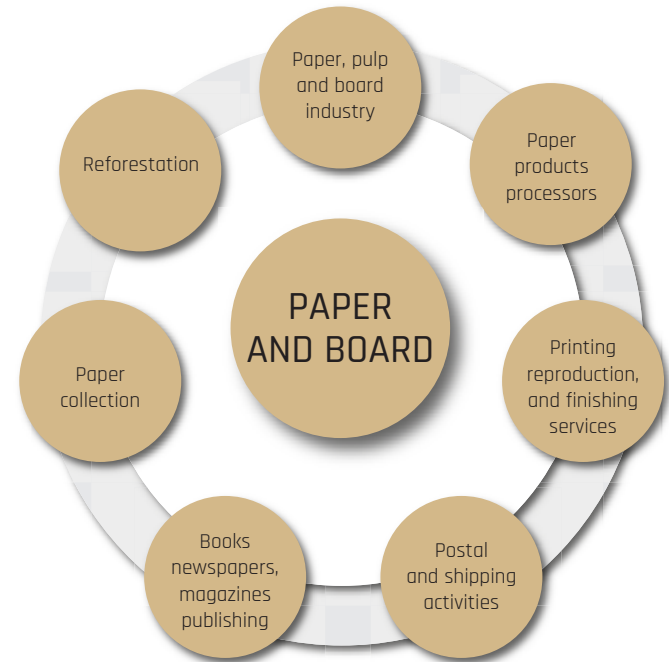 Paper, pulp
and board
industry
Paper
products
processors
Printing
reproduction,
and finishing
services
Postal
and shipping
activities
Books
newspapers,
magazines
publishing
Paper
collection
Reforestation
PAPER
AND BOARD